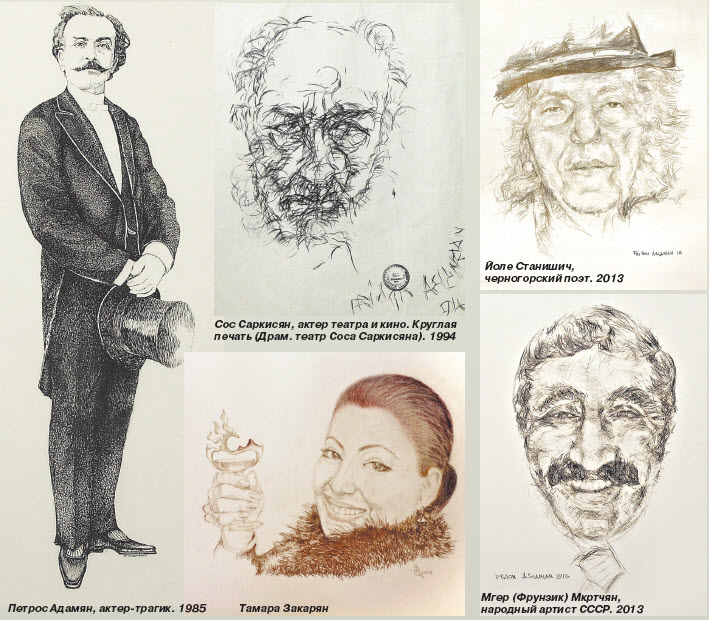 Йоле Станишич,
черногорский поэт. 2013
Сос Саркисян, актер театра и кино. Круглая
печать (Драм. театр Соса Саркисяна). 1994
Петрос Адамян, актер-трагик. 1985
Тамара Закарян
Мгер (Фрунзик) Мкртчян,
народный артист СССР. 2013